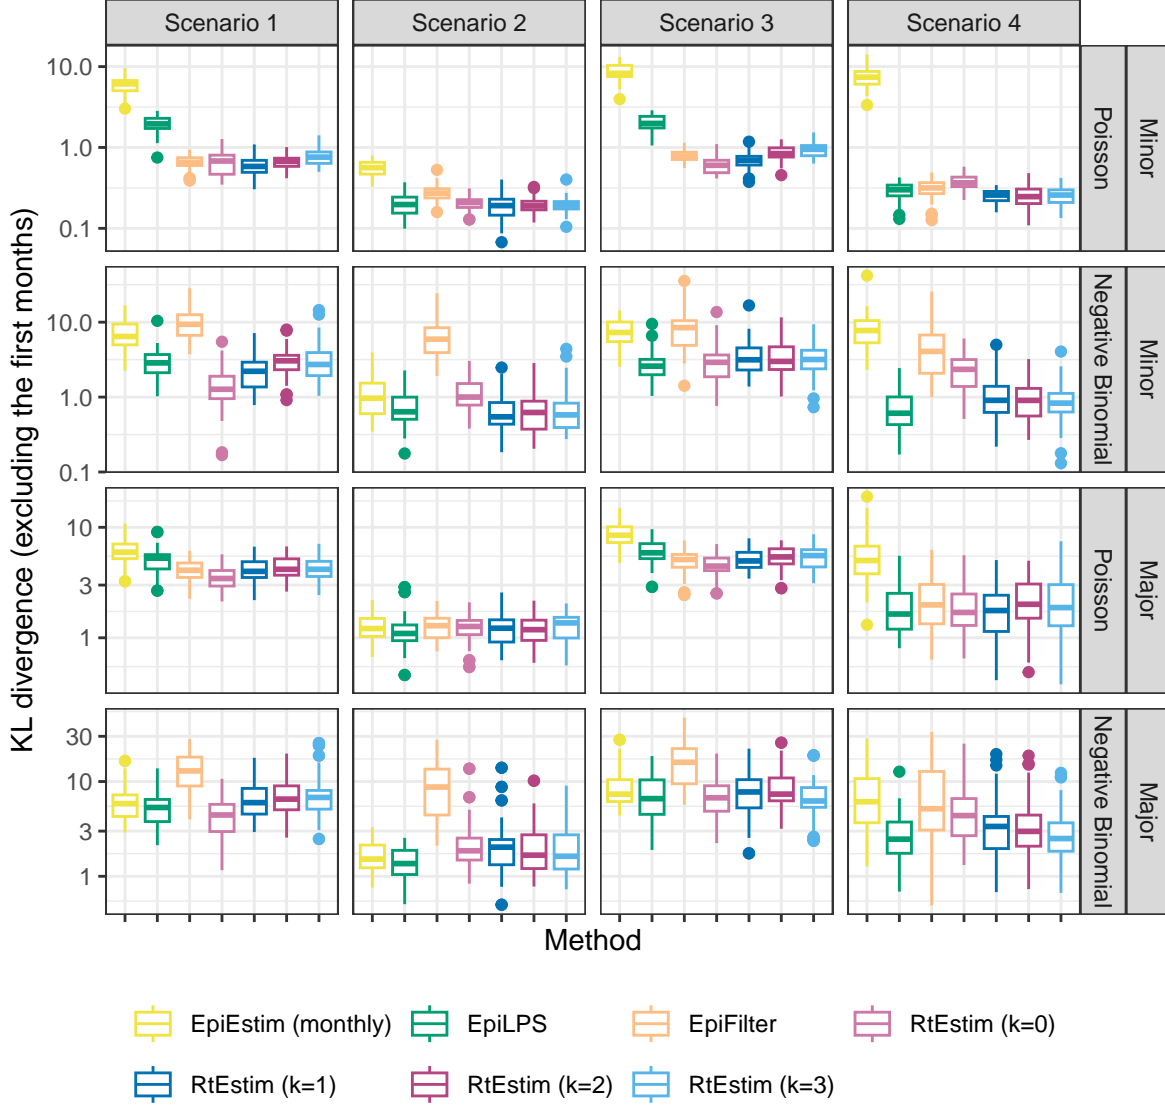 Scenario 1 Scenario 2 Scenario 3 Scenario 4
KL divergence (excluding the first months)
10.0
1.0
0.1
Poisson
Minor
10.0
1.0
0.1
Negative Binomial
Minor
10
3
1
Poisson
Major
30
10
3
1
Negative Binomial
Major
Method
EpiEstim (monthly) EpiLPS EpiFilter RtEstim (k=0)
RtEstim (k=1) RtEstim (k=2) RtEstim (k=3)